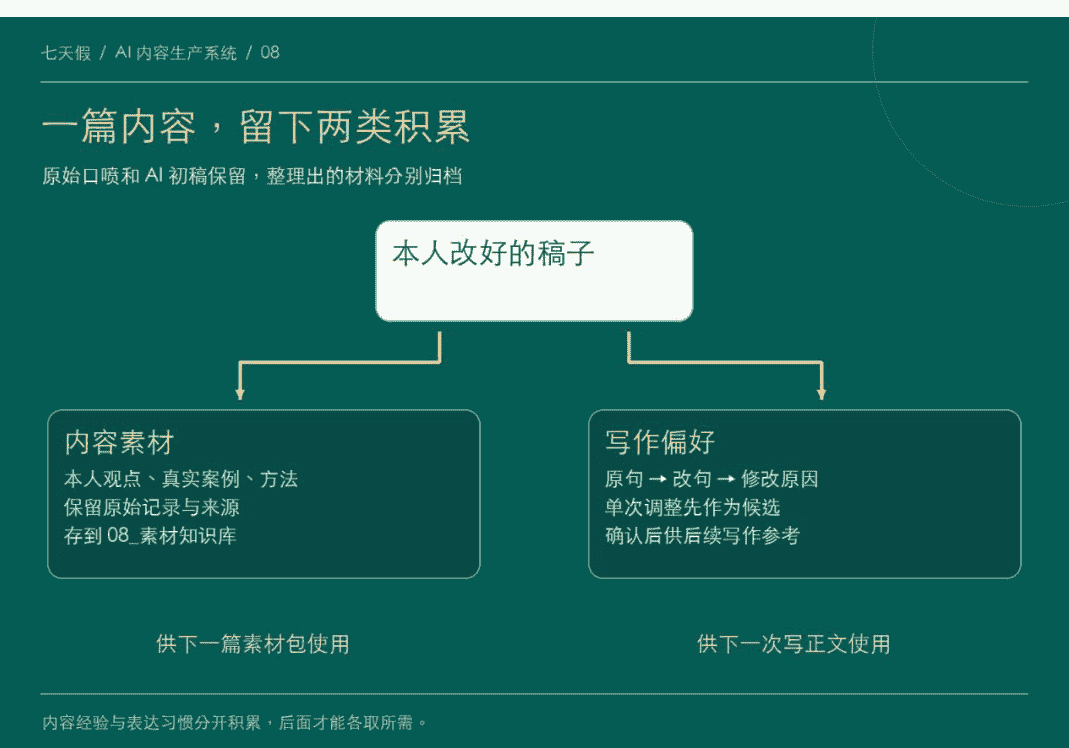 七天假 / AI 内容生产系统 / 08
一篇内容，留下两类积累
原始口喷和 AI 初稿保留，整理出的材料分别归档
本人改好的稿子
内容素材
本人观点、真实案例、方法
保留原始记录与来源
存到 08_素材知识库
写作偏好
原句 → 改句 → 修改原因
单次调整先作为候选
确认后供后续写作参考
供下一篇素材包使用
供下一次写正文使用
内容经验与表达习惯分开积累，后面才能各取所需。